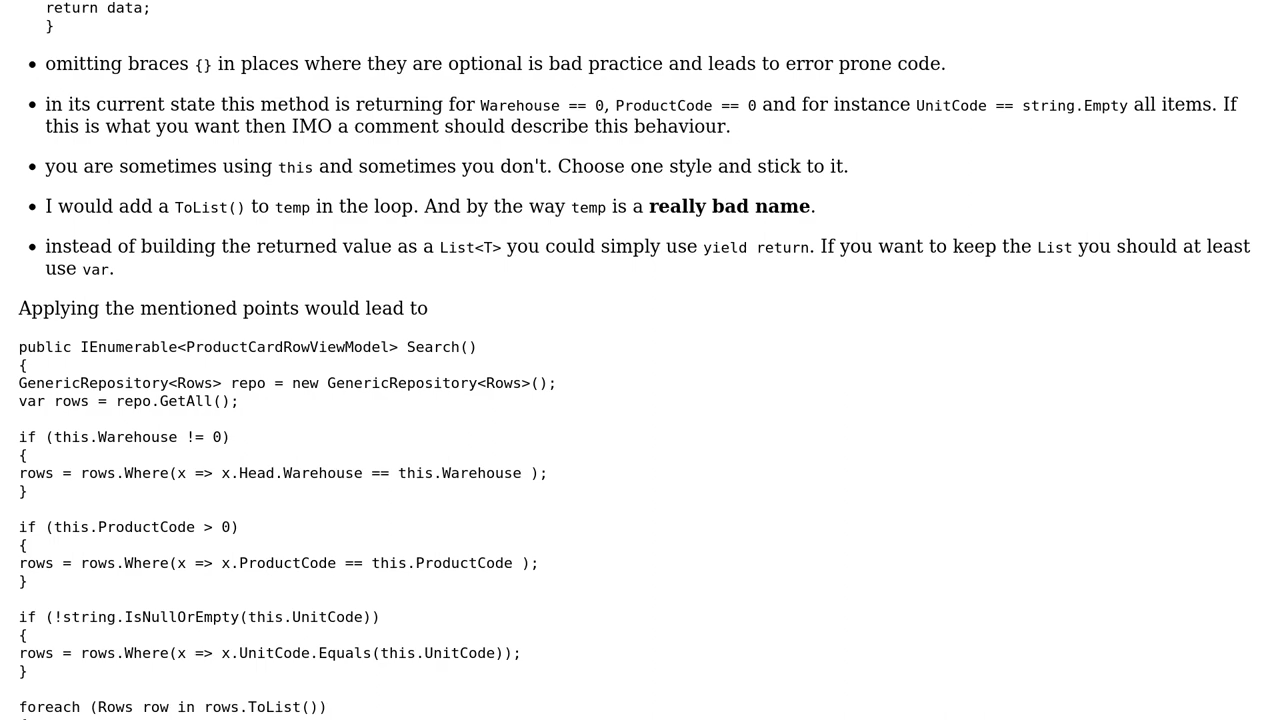 return data;
}
omitting braces {} in places where they are optional is bad practice and leads to error prone code.
in its current state this method is returning for Warehouse == 0, ProductCode == 0 and for instance UnitCode == string.Empty all items. If
this is what you want then IMO a comment should describe this behaviour.
you are sometimes using this and sometimes you don't. Choose one style and stick to it.
I would add a ToList() to temp in the loop. And by the way temp is a really bad name.
instead of building the returned value as a List<T> you could simply use yield return. If you want to keep the List you should at least
use var.
Applying the mentioned points would lead to
public IEnumerable<ProductCardRowViewModel> Search()
{
GenericRepository<Rows> repo = new GenericRepository<Rows>();
var rows = repo.GetAll();
if (this.Warehouse != 0)
{
rows = rows.Where(x => x.Head.Warehouse == this.Warehouse );
}
if (this.ProductCode > 0)
{
rows = rows.Where(x => x.ProductCode == this.ProductCode );
}
if (!string.IsNullOrEmpty(this.UnitCode))
{
rows = rows.Where(x => x.UnitCode.Equals(this.UnitCode));
}
foreach (Rows row in rows.ToList())